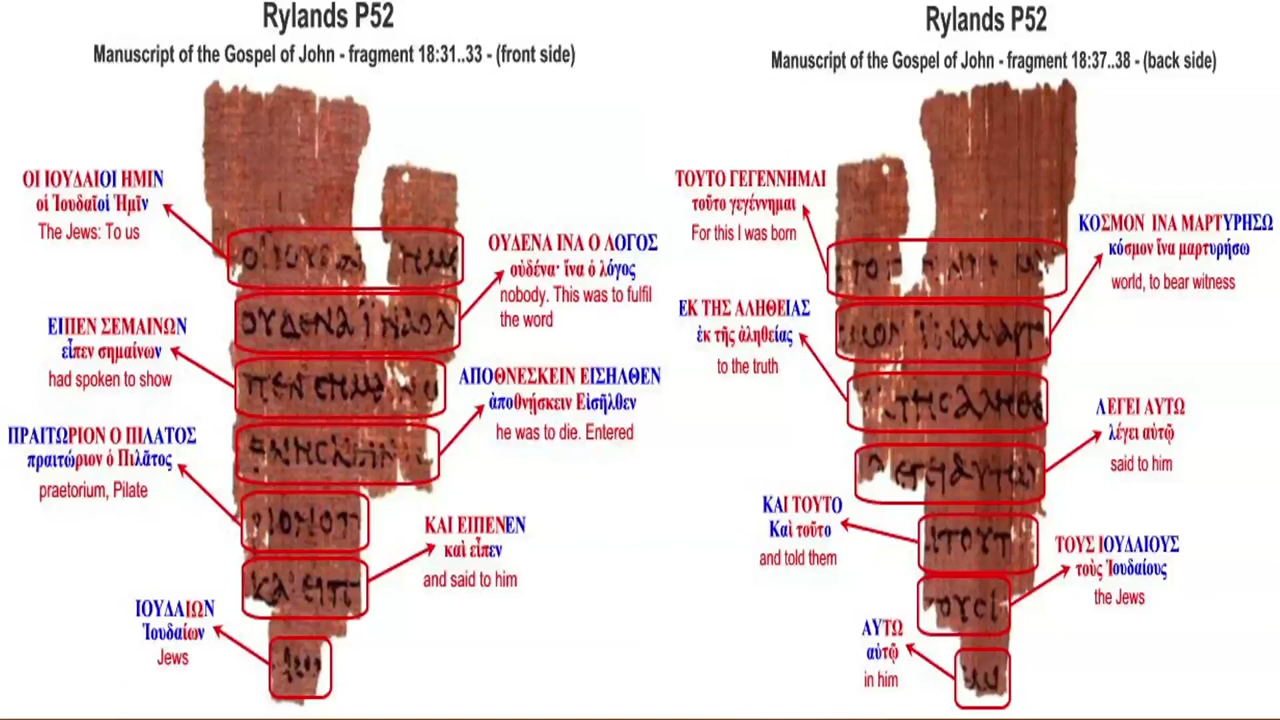 Rylands P52
Manuscript of the Gospel of John - fragment 18:31..33 - (front side)
ΟΙ ΙΟΥΔΑΙΟΙ ΗΜΙΝ
οἱ Ἰουδαῖοἱ Ἡμῖν
The Jews: To us
ΟΥΔΕΝΑ ΙΝΑ Ο ΛΟΓΟΣ
οὐδένα· ἵνα ὁ λόγος
nobody. This was to fulfil
the word
ΕΙΠΕΝ ΣΕΜΑΙΝΩΝ
εἶπεν σημαίνων
had spoken to show
ΑΠΟΘΝΕΣΚΕΙΝ ΕΙΣΗΛΘΕΝ
ἀποθνῄσκειν Εἰσῆλθεν
he was to die. Entered
ΠΡΑΙΤΩΡΙΟΝ Ο ΠΙΛΑΤΟΣ
πραιτώριον ὁ Πιλᾶτος
praetorium, Pilate
ΚΑΙ ΕΙΠΕΝΕΝ
καὶ εἶπεν
and said to him
ΙΟΥΔΑΙΩΝ
Ἰουδαίων
Jews
Rylands P52
Manuscript of the Gospel of John - fragment 18:37..38 - (back side)
ΤΟΥΤΟ ΓΕΓΕΝΝΗΜΑΙ
τοῦτο γεγέννημαι
For this I was born
ΚΟΣΜΟΝ ΙΝΑ ΜΑΡΤΥΡΗΣΩ
κόσμον ἵνα μαρτυρήσω
world, to bear witness
ΕΚ ΤΗΣ ΑΛΗΘΕΙΑΣ
ἐκ τῆς ἀληθείας
to the truth
ΛΕΓΕΙ ΑΥΤΩ
λέγει αὐτῷ
said to him
ΚΑΙ ΤΟΥΤΟ
Καὶ τοῦτο
and told them
ΤΟΥΣ ΙΟΥΔΑΙΟΥΣ
τοὺς Ἰουδαίους
the Jews
ΑΥΤΩ
αὐτῷ
in him